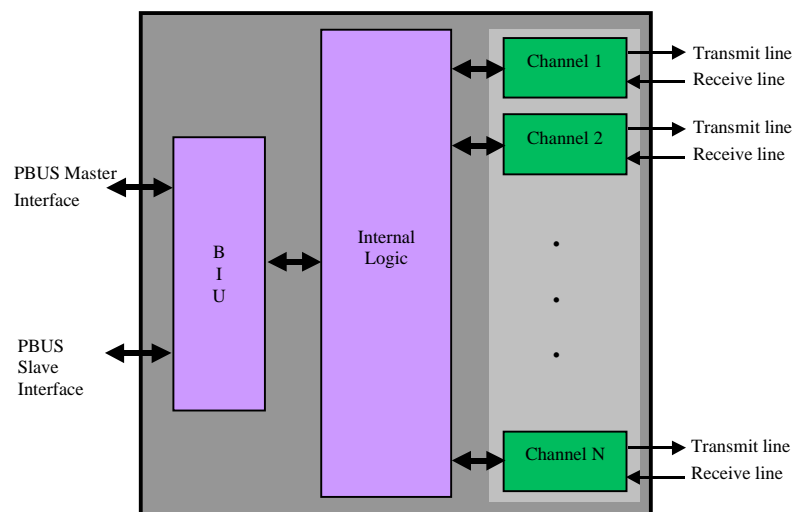 PBUS Master
Interface
PBUS
Slave
Interface
B
I
U
Internal
Logic
Channel 1
Transmit line
Receive line
Channel 2
Transmit line
Receive line
Channel N
Transmit line
Receive line